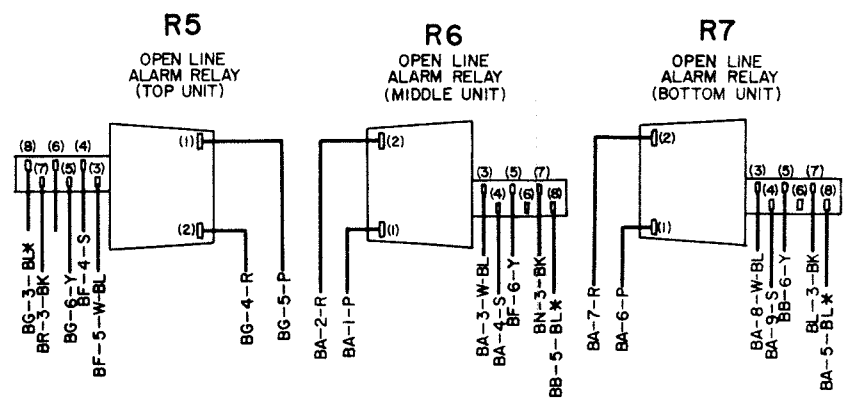 R5
OPEN LINE
ALARM RELAY
(TOP UNIT)
(8)
(7)
(6)
(5)
(4)
(3)
(1)
(2)
BG-3-BL*
BR-3-BK
BG-6-Y
BF-4-S
BF-5-W-BL
BG-4-R
BG-5-P
R6
OPEN LINE
ALARM RELAY
(MIDDLE UNIT)
(2)
(1)
(3)
(4)
(5)
(6)
(7)
(8)
BA-2-R
BA-1-P
BA-3-W-BL
BA-4-S
BF-6-Y
BN-3-BK
BB-5-BL*
R7
OPEN LINE
ALARM RELAY
(BOTTOM UNIT)
(2)
(1)
(3)
(4)
(5)
(6)
(7)
(8)
BA-7-R
BA-6-P
BA-8-W-BL
BA-9-S
BB-6-Y
BL-3-BK
BA-5-BL*